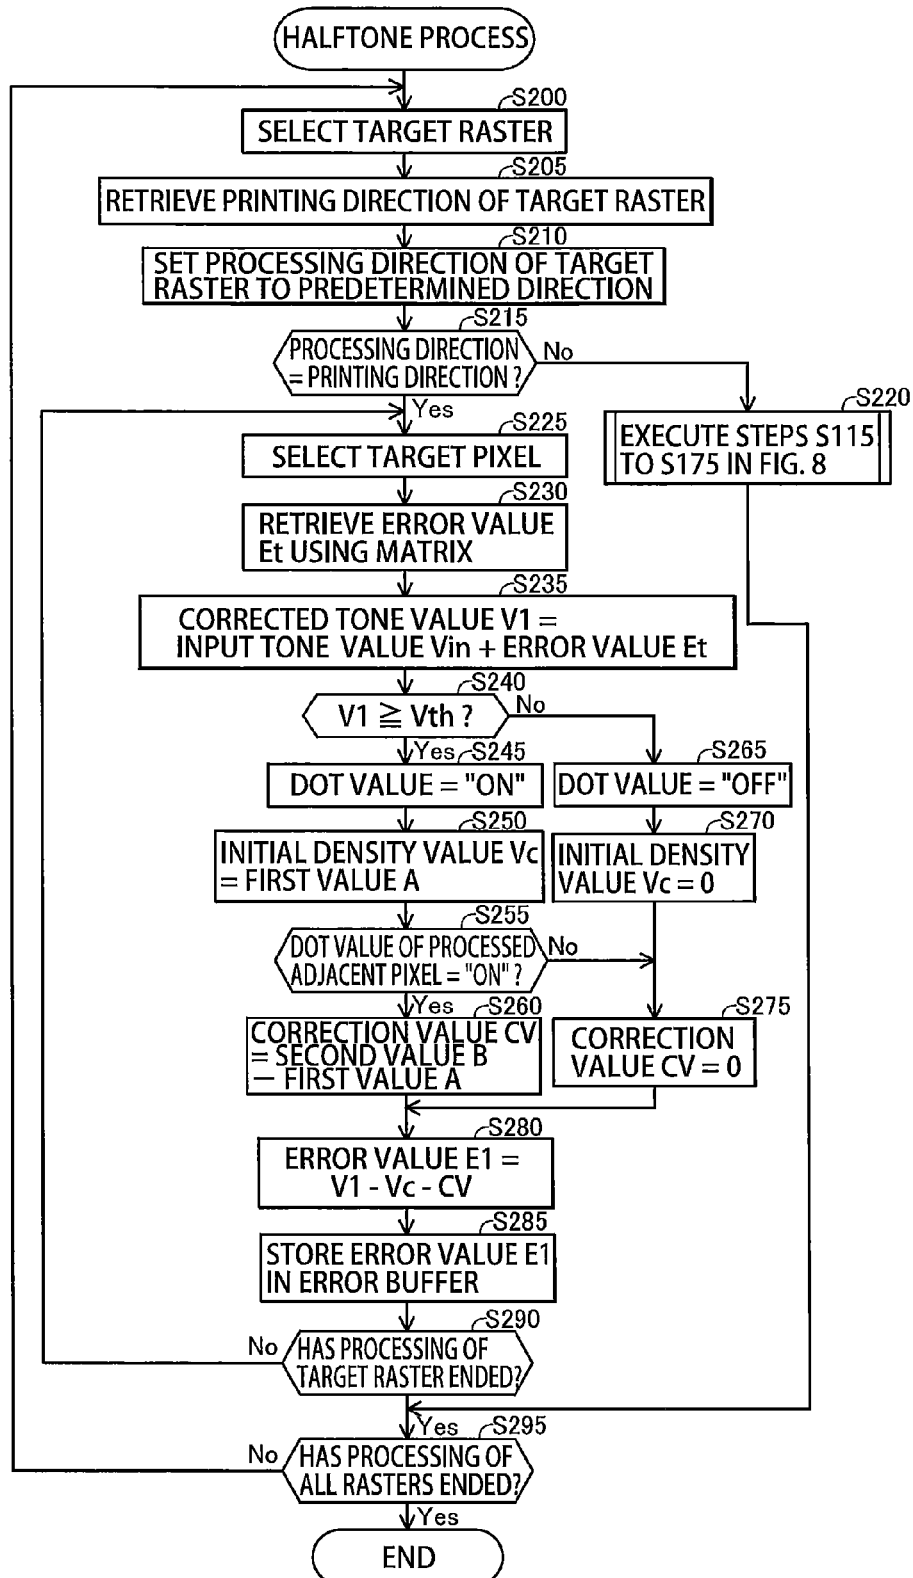 HALFTONE PROCESS
S200
SELECT TARGET RASTER
S205
RETRIEVE PRINTING DIRECTION OF TARGET RASTER
S210
SET PROCESSING DIRECTION OF TARGET
RASTER TO PREDETERMINED DIRECTION
S215
PROCESSING DIRECTION
= PRINTING DIRECTION ?
No
Yes
S220
EXECUTE STEPS S115
TO S175 IN FIG. 8
S225
SELECT TARGET PIXEL
S230
RETRIEVE ERROR VALUE
Et USING MATRIX
S235
CORRECTED TONE VALUE V1 =
INPUT TONE VALUE Vin + ERROR VALUE Et
S240
V1 ≧ Vth ?
No
Yes
S245
DOT VALUE = "ON"
S265
DOT VALUE = "OFF"
S250
INITIAL DENSITY VALUE Vc
= FIRST VALUE A
S270
INITIAL DENSITY
VALUE Vc = 0
S255
DOT VALUE OF PROCESSED
ADJACENT PIXEL = "ON" ?
No
Yes
S260
CORRECTION VALUE CV
= SECOND VALUE B
− FIRST VALUE A
S275
CORRECTION
VALUE CV = 0
S280
ERROR VALUE E1 =
V1 - Vc - CV
S285
STORE ERROR VALUE E1
IN ERROR BUFFER
S290
No
HAS PROCESSING OF
TARGET RASTER ENDED?
Yes
S295
No
HAS PROCESSING OF
ALL RASTERS ENDED?
Yes
END